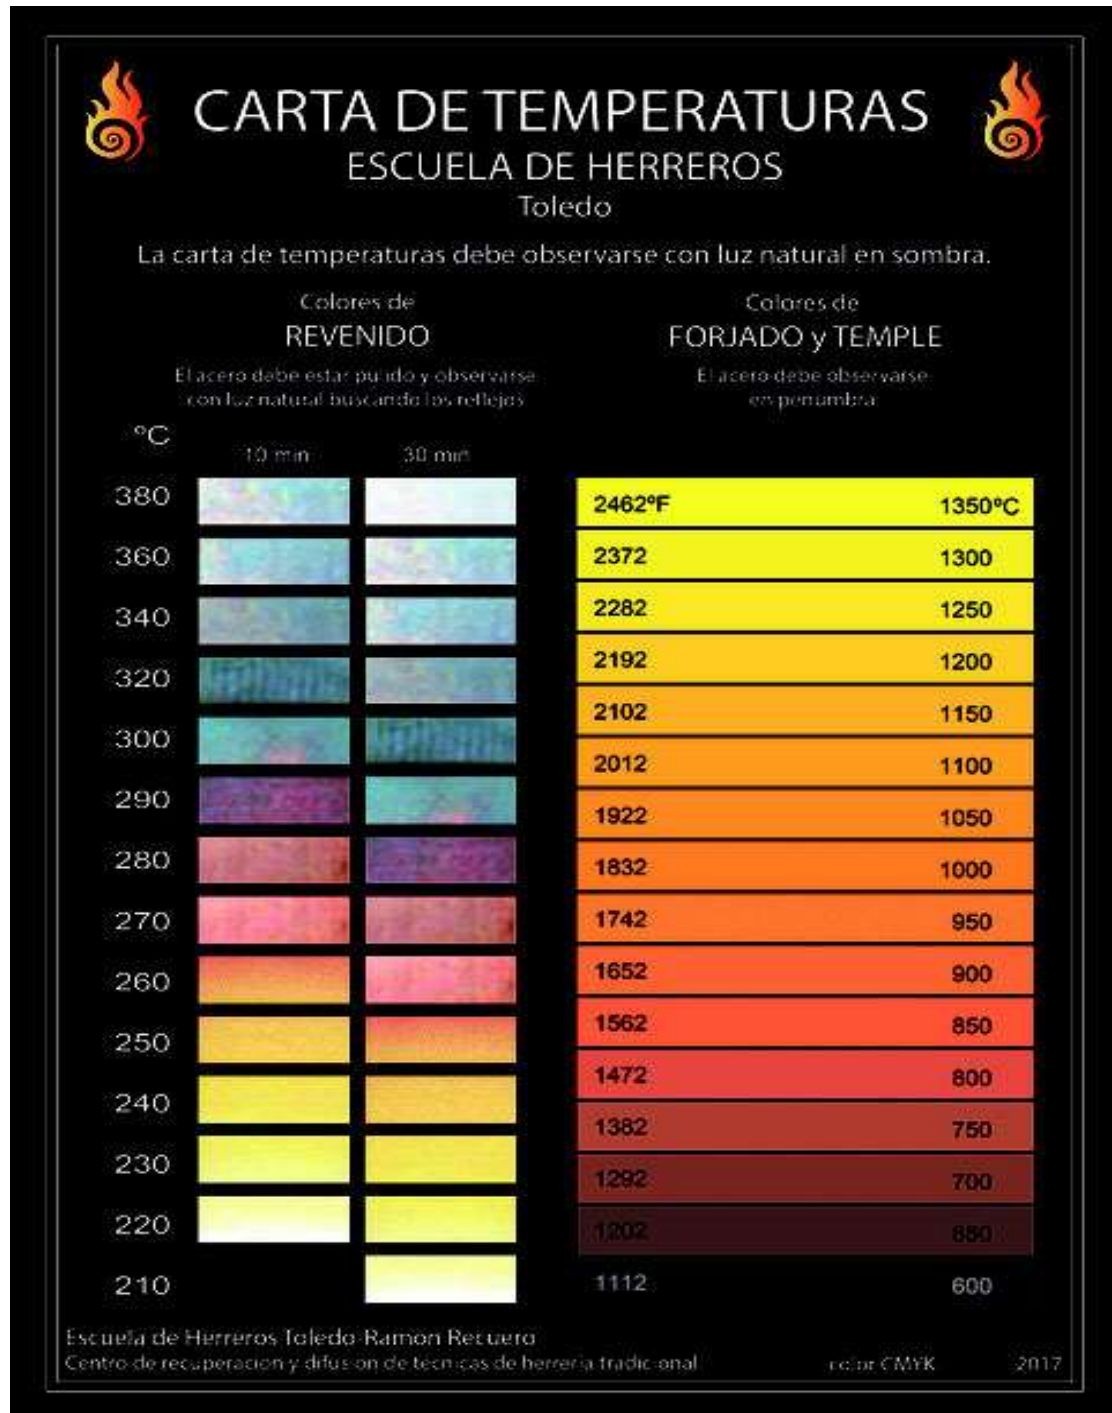 CARTA DE TEMPERATURAS
ESCUELA DE HERREROS
Toledo
La carta de temperaturas debe observarse con luz natural en sombra.
Colores de
REVENIDO
El acero debe estar pulido y observarse
con luz natural buscando los reflejos
Colores de
FORJADO y TEMPLE
El acero debe observarse
en penumbra
ºC
10 min 30 min
380
360
340
320
300
290
280
270
260
250
240
230
220
210
2462ºF 1350ºC
2372 1300
2282 1250
2192 1200
2102 1150
2012 1100
1922 1050
1832 1000
1742 950
1652 900
1562 850
1472 800
1382 750
1292 700
1202 650
1112 600
Escuela de Herreros Toledo Ramon Recuero
Centro de recuperacion y difusion de tecnicas de herreria tradicional
color CMYK 2017